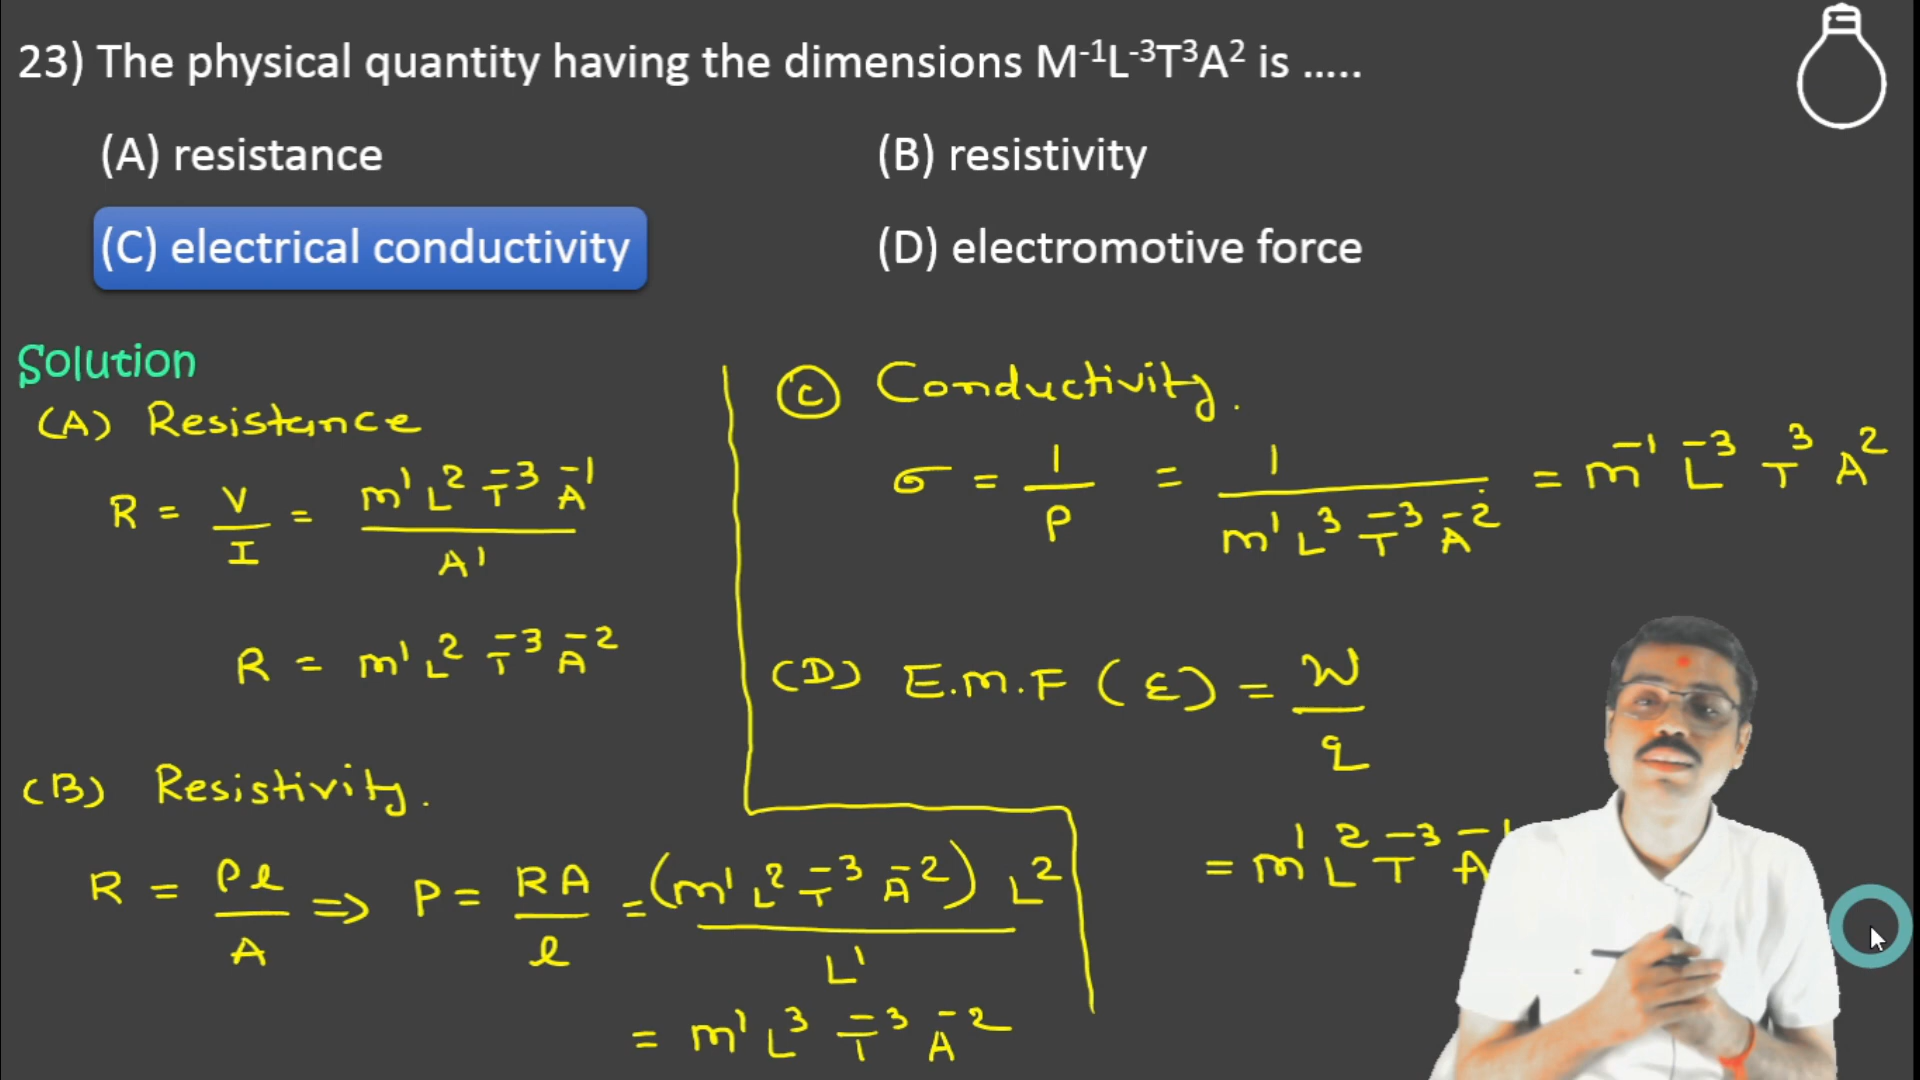 23) The physical quantity having the dimensions M⁻¹L⁻³T³A² is .....
(A) resistance
(B) resistivity
(C) electrical conductivity
(D) electromotive force
Solution
(A) Resistance
R = V/I = m¹ L² T⁻³ A⁻¹ / A¹
R = m¹ L² T⁻³ A⁻²
(B) Resistivity.
R = ρl/A ⇒ ρ = RA/l = (m¹ L² T⁻³ A⁻²) L² / L¹
= m¹ L³ T⁻³ A⁻²
(C) Conductivity.
σ = 1/ρ = 1 / m¹ L³ T⁻³ A⁻² = m⁻¹ L⁻³ T³ A²
(D) E.m.F (ε) = W/q
= m¹ L² T⁻³ A⁻¹